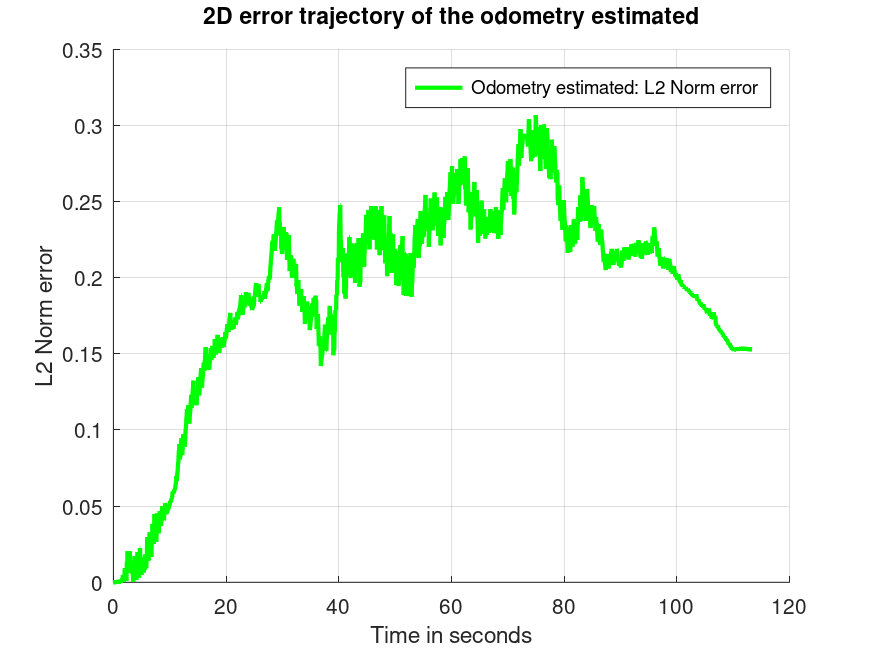 2D error trajectory of the odometry estimated
Odometry estimated: L2 Norm error
0.35
0.3
0.25
0.2
0.15
0.1
0.05
0
L2 Norm error
0 20 40 60 80 100 120
Time in seconds